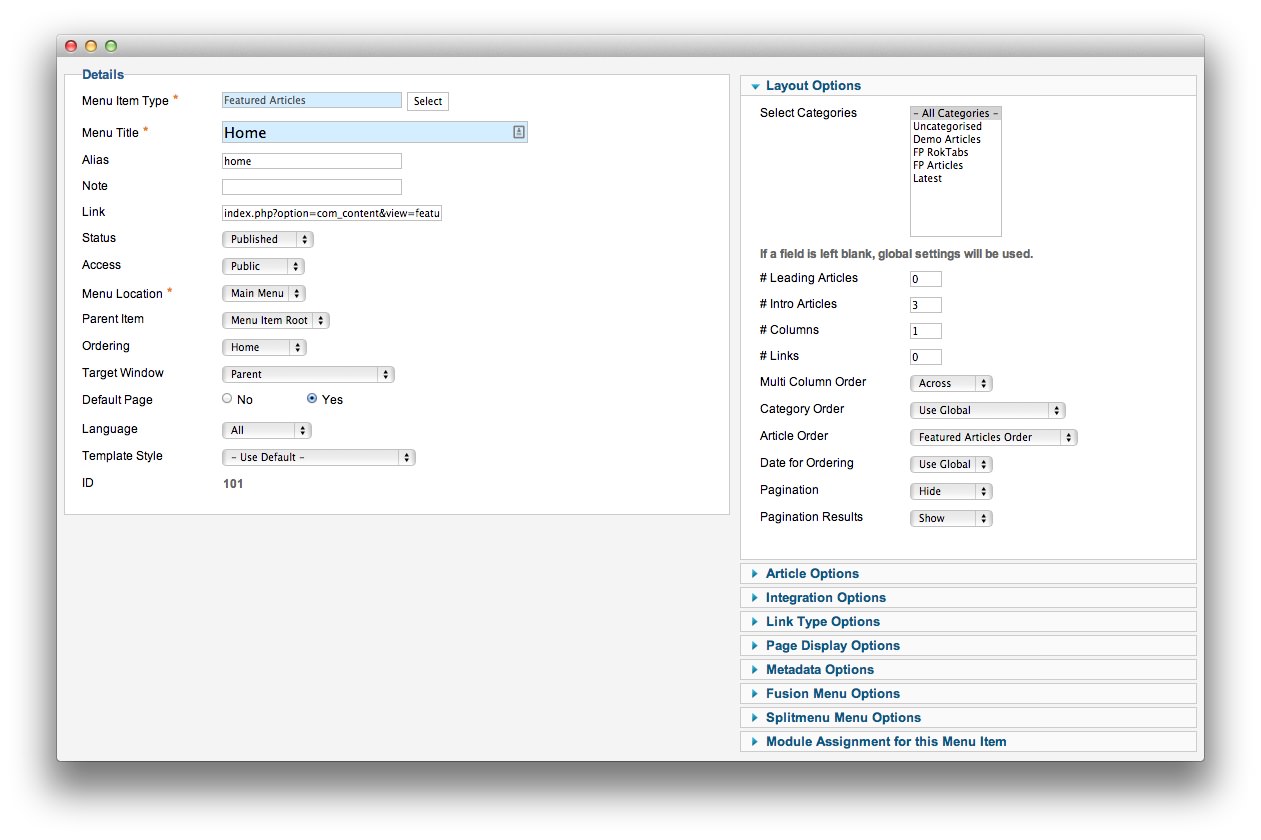 Details
Menu Item Type *
Featured Articles
Select
Menu Title *
Home
Alias
home
Note
Link
index.php?option=com_content&view=featu
Status
Published
Access
Public
Menu Location *
Main Menu
Parent Item
Menu Item Root
Ordering
Home
Target Window
Parent
Default Page
No
Yes
Language
All
Template Style
– Use Default –
ID
101
Layout Options
Select Categories
– All Categories –
Uncategorised
Demo Articles
FP RokTabs
FP Articles
Latest
If a field is left blank, global settings will be used.
# Leading Articles
0
# Intro Articles
3
# Columns
1
# Links
0
Multi Column Order
Across
Category Order
Use Global
Article Order
Featured Articles Order
Date for Ordering
Use Global
Pagination
Hide
Pagination Results
Show
Article Options
Integration Options
Link Type Options
Page Display Options
Metadata Options
Fusion Menu Options
Splitmenu Menu Options
Module Assignment for this Menu Item